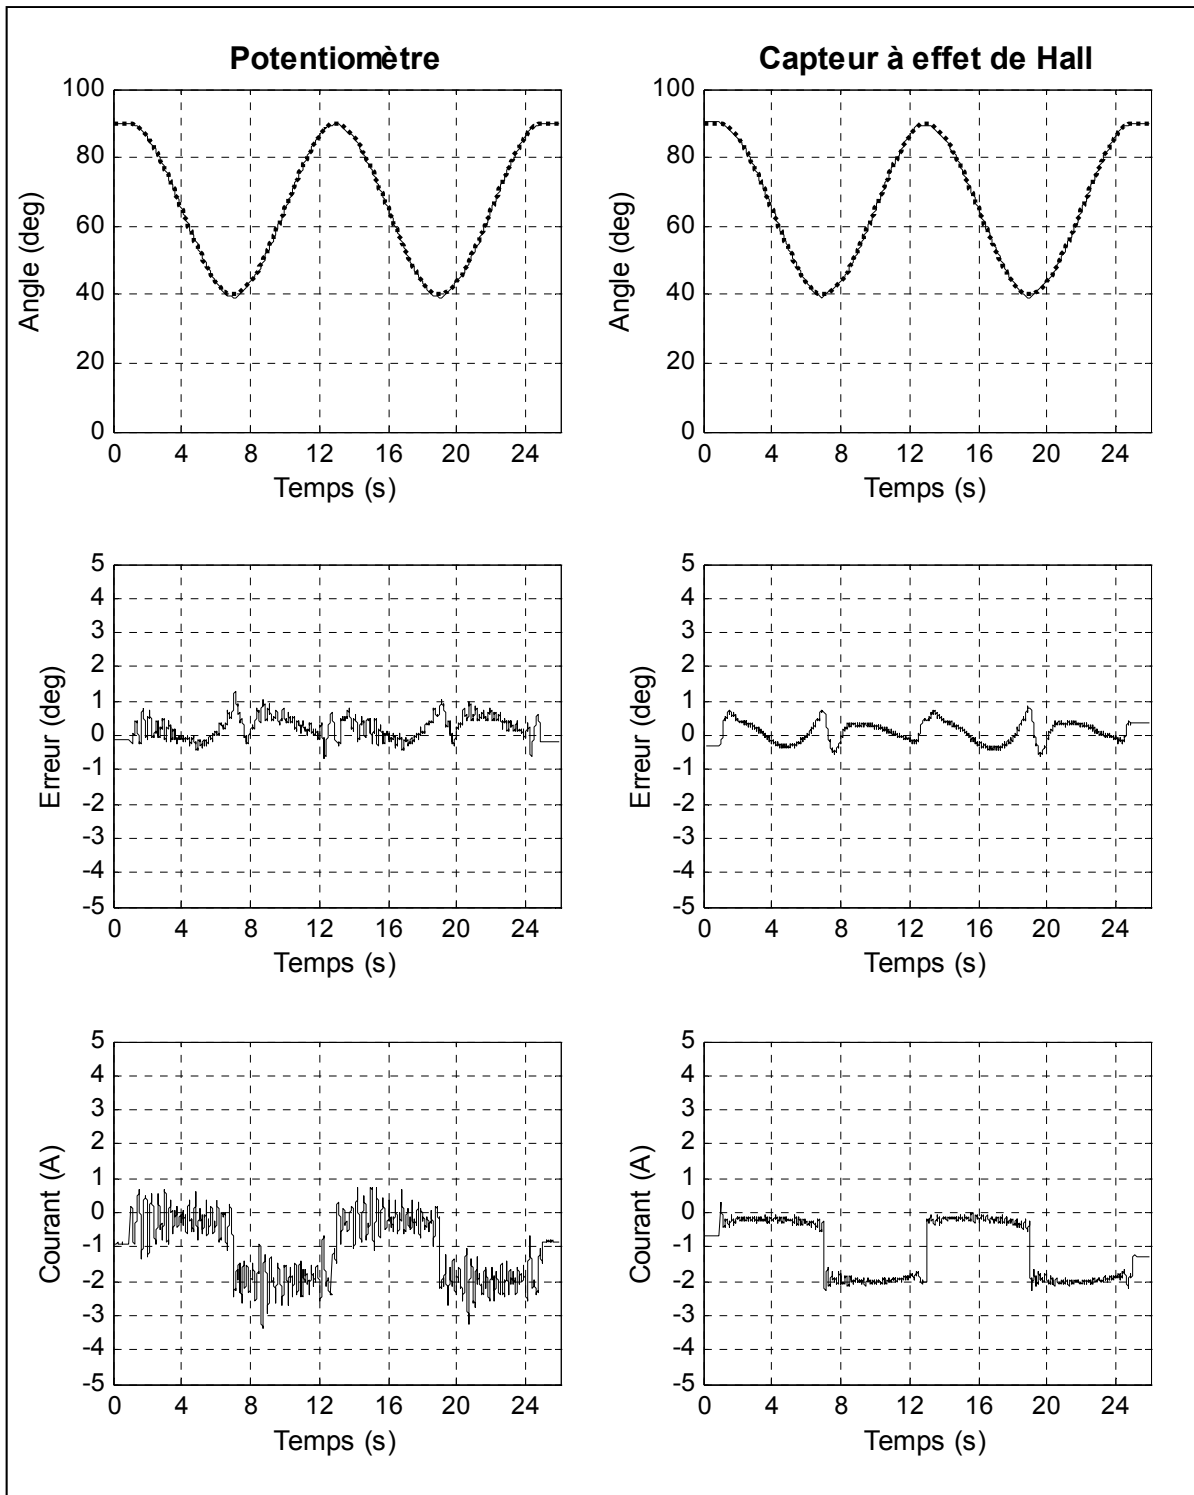 Potentiomètre
100
80
60
40
20
0
Angle (deg)
0 4 8 12 16 20 24
Temps (s)
Capteur à effet de Hall
100
80
60
40
20
0
Angle (deg)
0 4 8 12 16 20 24
Temps (s)
5
4
3
2
1
0
-1
-2
-3
-4
-5
Erreur (deg)
0 4 8 12 16 20 24
Temps (s)
5
4
3
2
1
0
-1
-2
-3
-4
-5
Erreur (deg)
0 4 8 12 16 20 24
Temps (s)
5
4
3
2
1
0
-1
-2
-3
-4
-5
Courant (A)
0 4 8 12 16 20 24
Temps (s)
5
4
3
2
1
0
-1
-2
-3
-4
-5
Courant (A)
0 4 8 12 16 20 24
Temps (s)